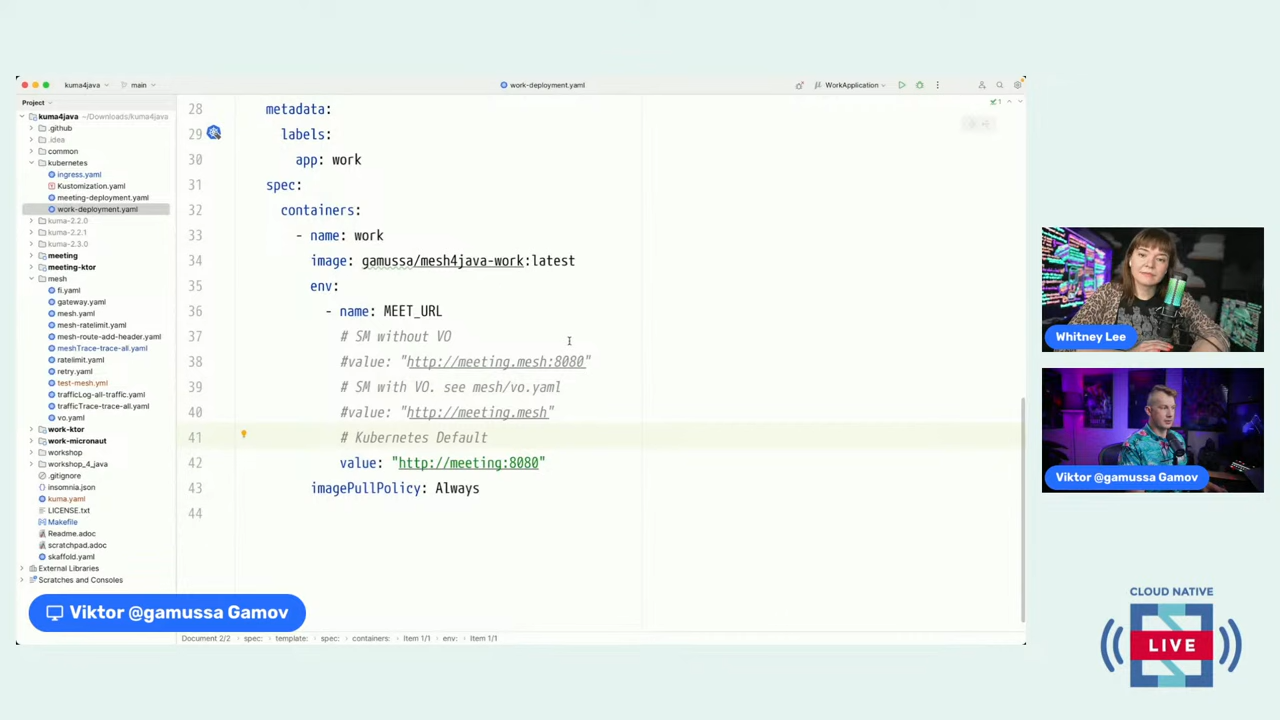 kuma4java
main
work-deployment.yaml
WorkApplication
Project
kuma4java ~/Downloads/kuma4java
.github
.idea
common
kubernetes
ingress.yaml
Kustomization.yaml
meeting-deployment.yaml
work-deployment.yaml
kuma-2.2.0
kuma-2.2.1
kuma-2.3.0
meeting
meeting-ktor
mesh
fi.yaml
gateway.yaml
mesh.yaml
mesh-ratelimit.yaml
mesh-route-add-header.yaml
meshTrace-trace-all.yaml
ratelimit.yaml
retry.yaml
test-mesh.yml
trafficLog-all-traffic.yaml
trafficTrace-trace-all.yaml
vo.yaml
work-ktor
work-micronaut
workshop
workshop_4_java
.gitignore
insomnia.json
kuma.yaml
LICENSE.txt
Makefile
Readme.adoc
scratchpad.adoc
skaffold.yaml
External Libraries
Scratches and Consoles
28 metadata:
29 labels:
30 app: work
31 spec:
32 containers:
33 - name: work
34 image: gamussa/mesh4java-work:latest
35 env:
36 - name: MEET_URL
37 # SM without VO
38 #value: "http://meeting.mesh:8080"
39 # SM with VO. see mesh/vo.yaml
40 #value: "http://meeting.mesh"
41 # Kubernetes Default
42 value: "http://meeting:8080"
43 imagePullPolicy: Always
44
1
Document 2/2 spec: template: spec: containers: Item 1/1 env: Item 1/1
Viktor @gamussa Gamov
Whitney Lee
Viktor @gamussa Gamov
CLOUD NATIVE
LIVE